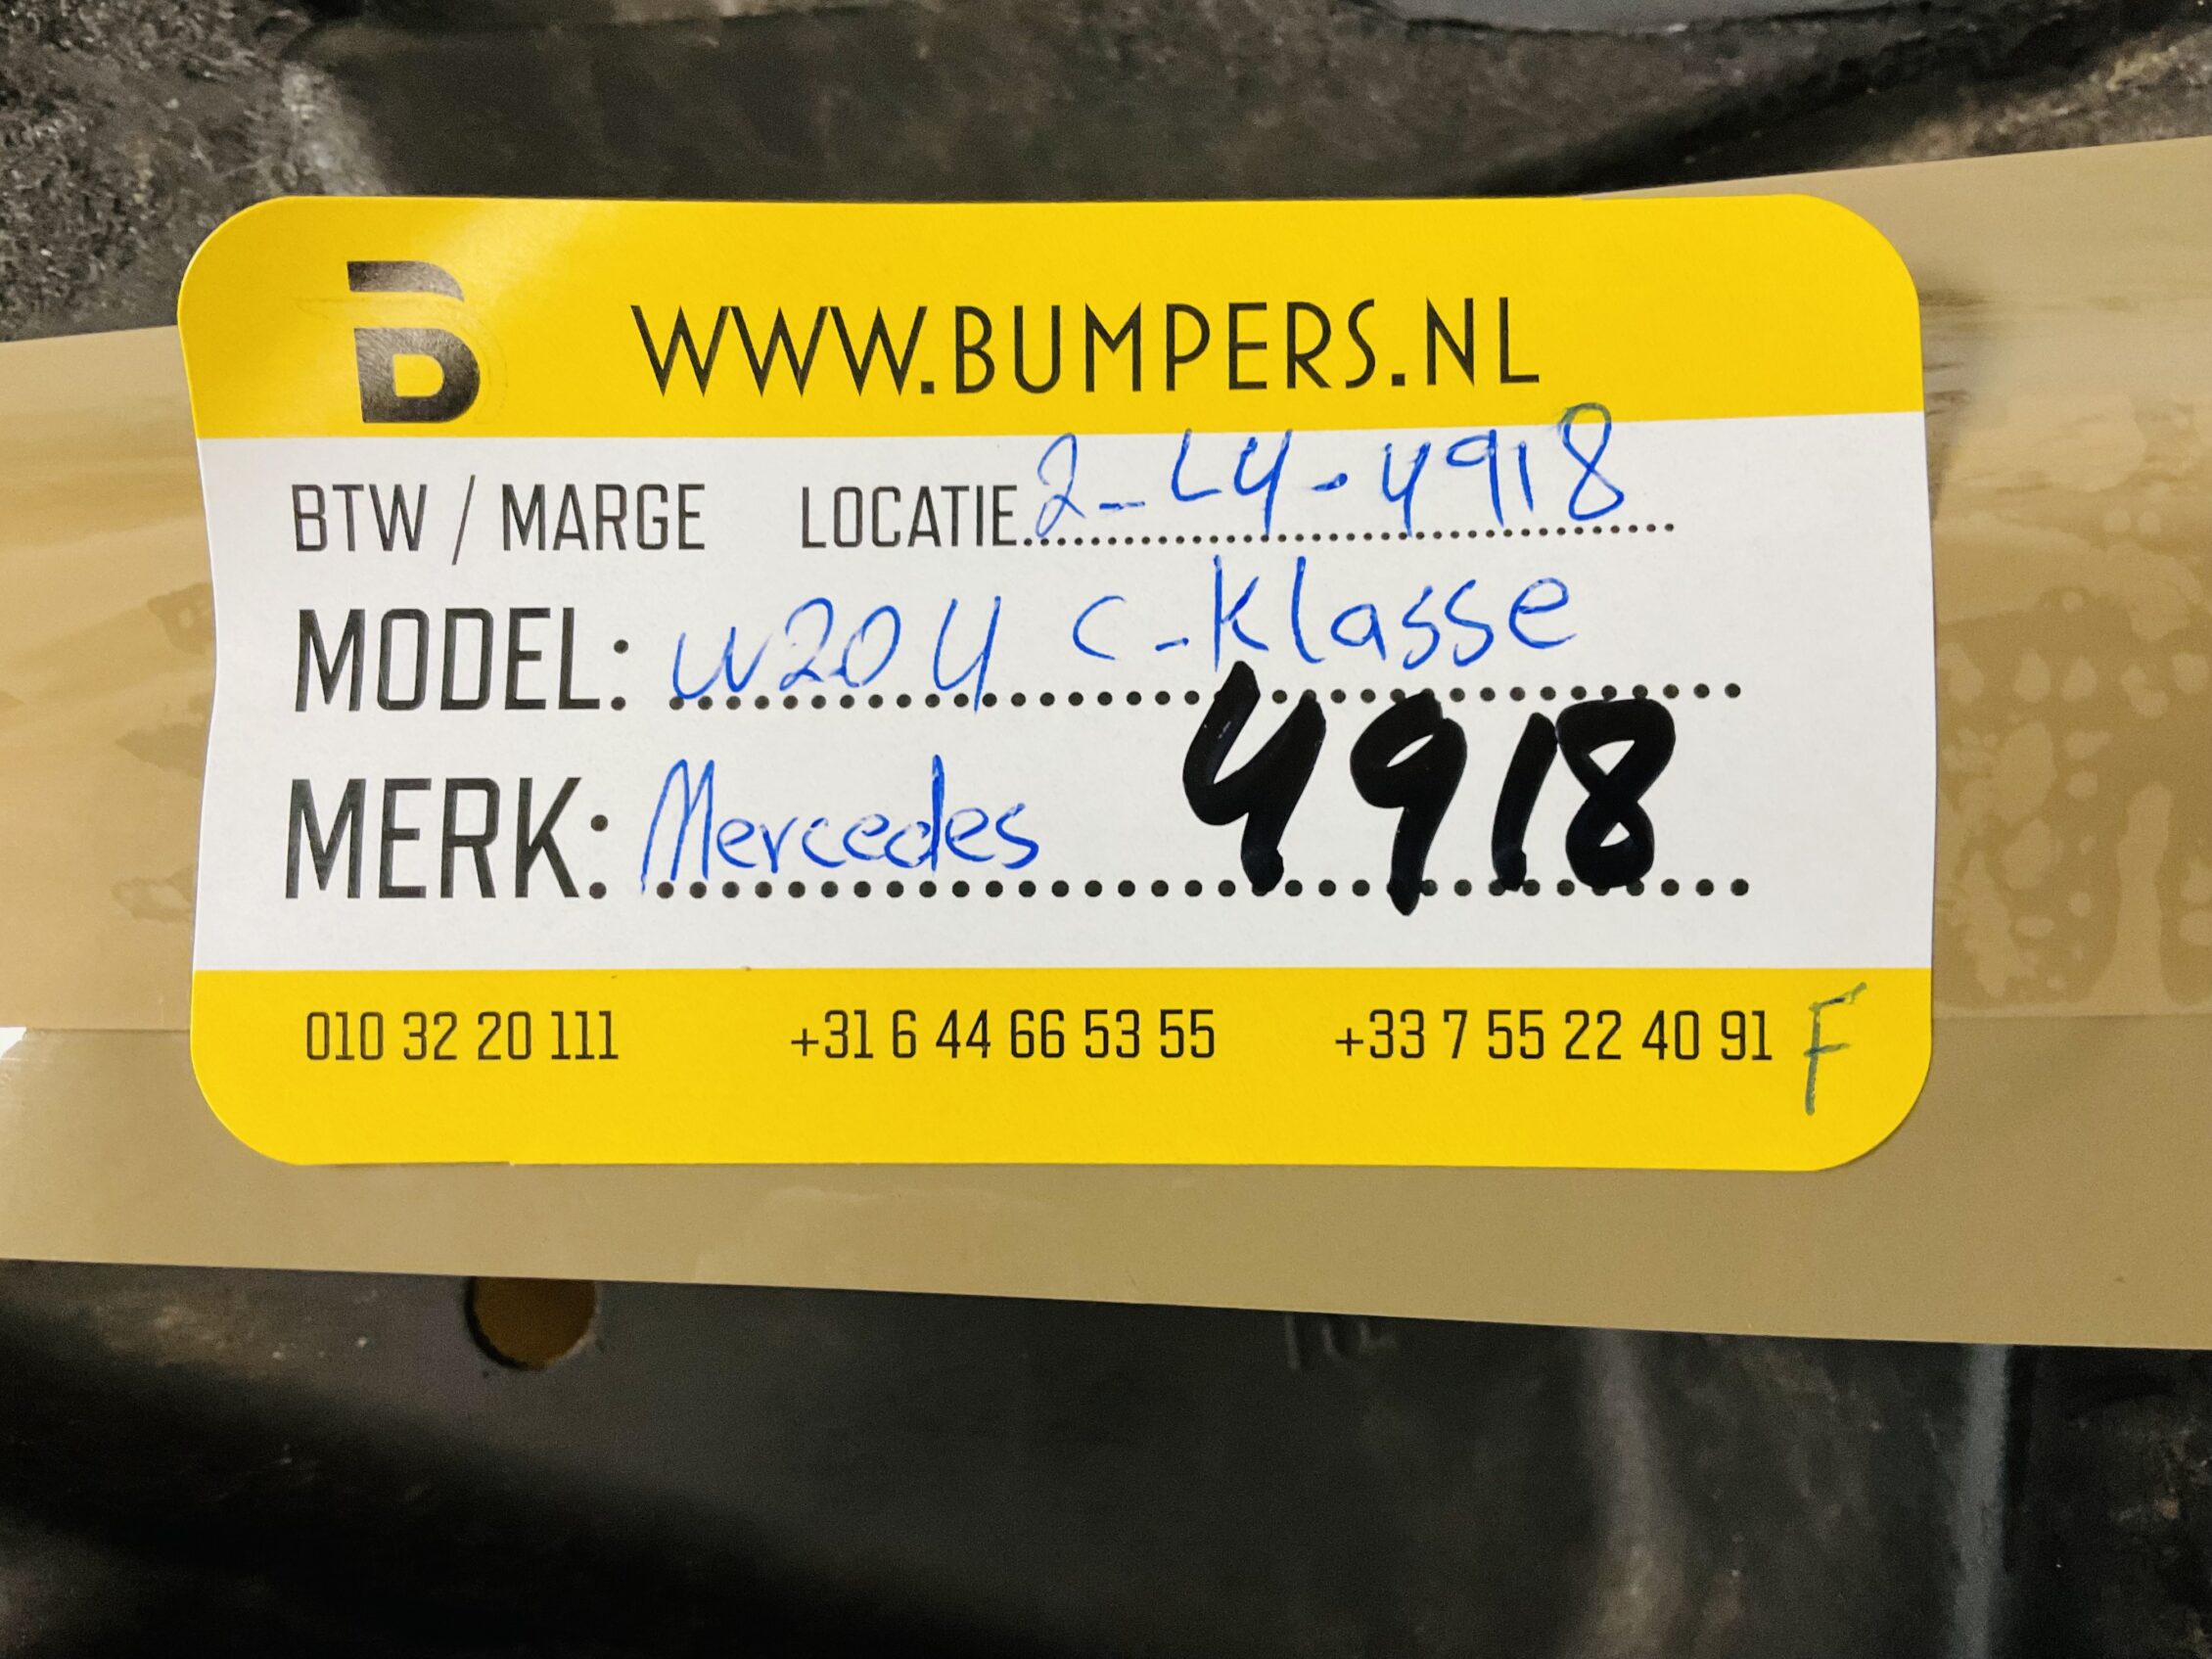 B WWW.BUMPERS.NL
BTW / MARGE LOCATIE 2-L4-4918
MODEL: W204 C-Klasse
MERK: Mercedes 4918
010 32 20 111 +31 6 44 66 53 55 +33 7 55 22 40 91 F